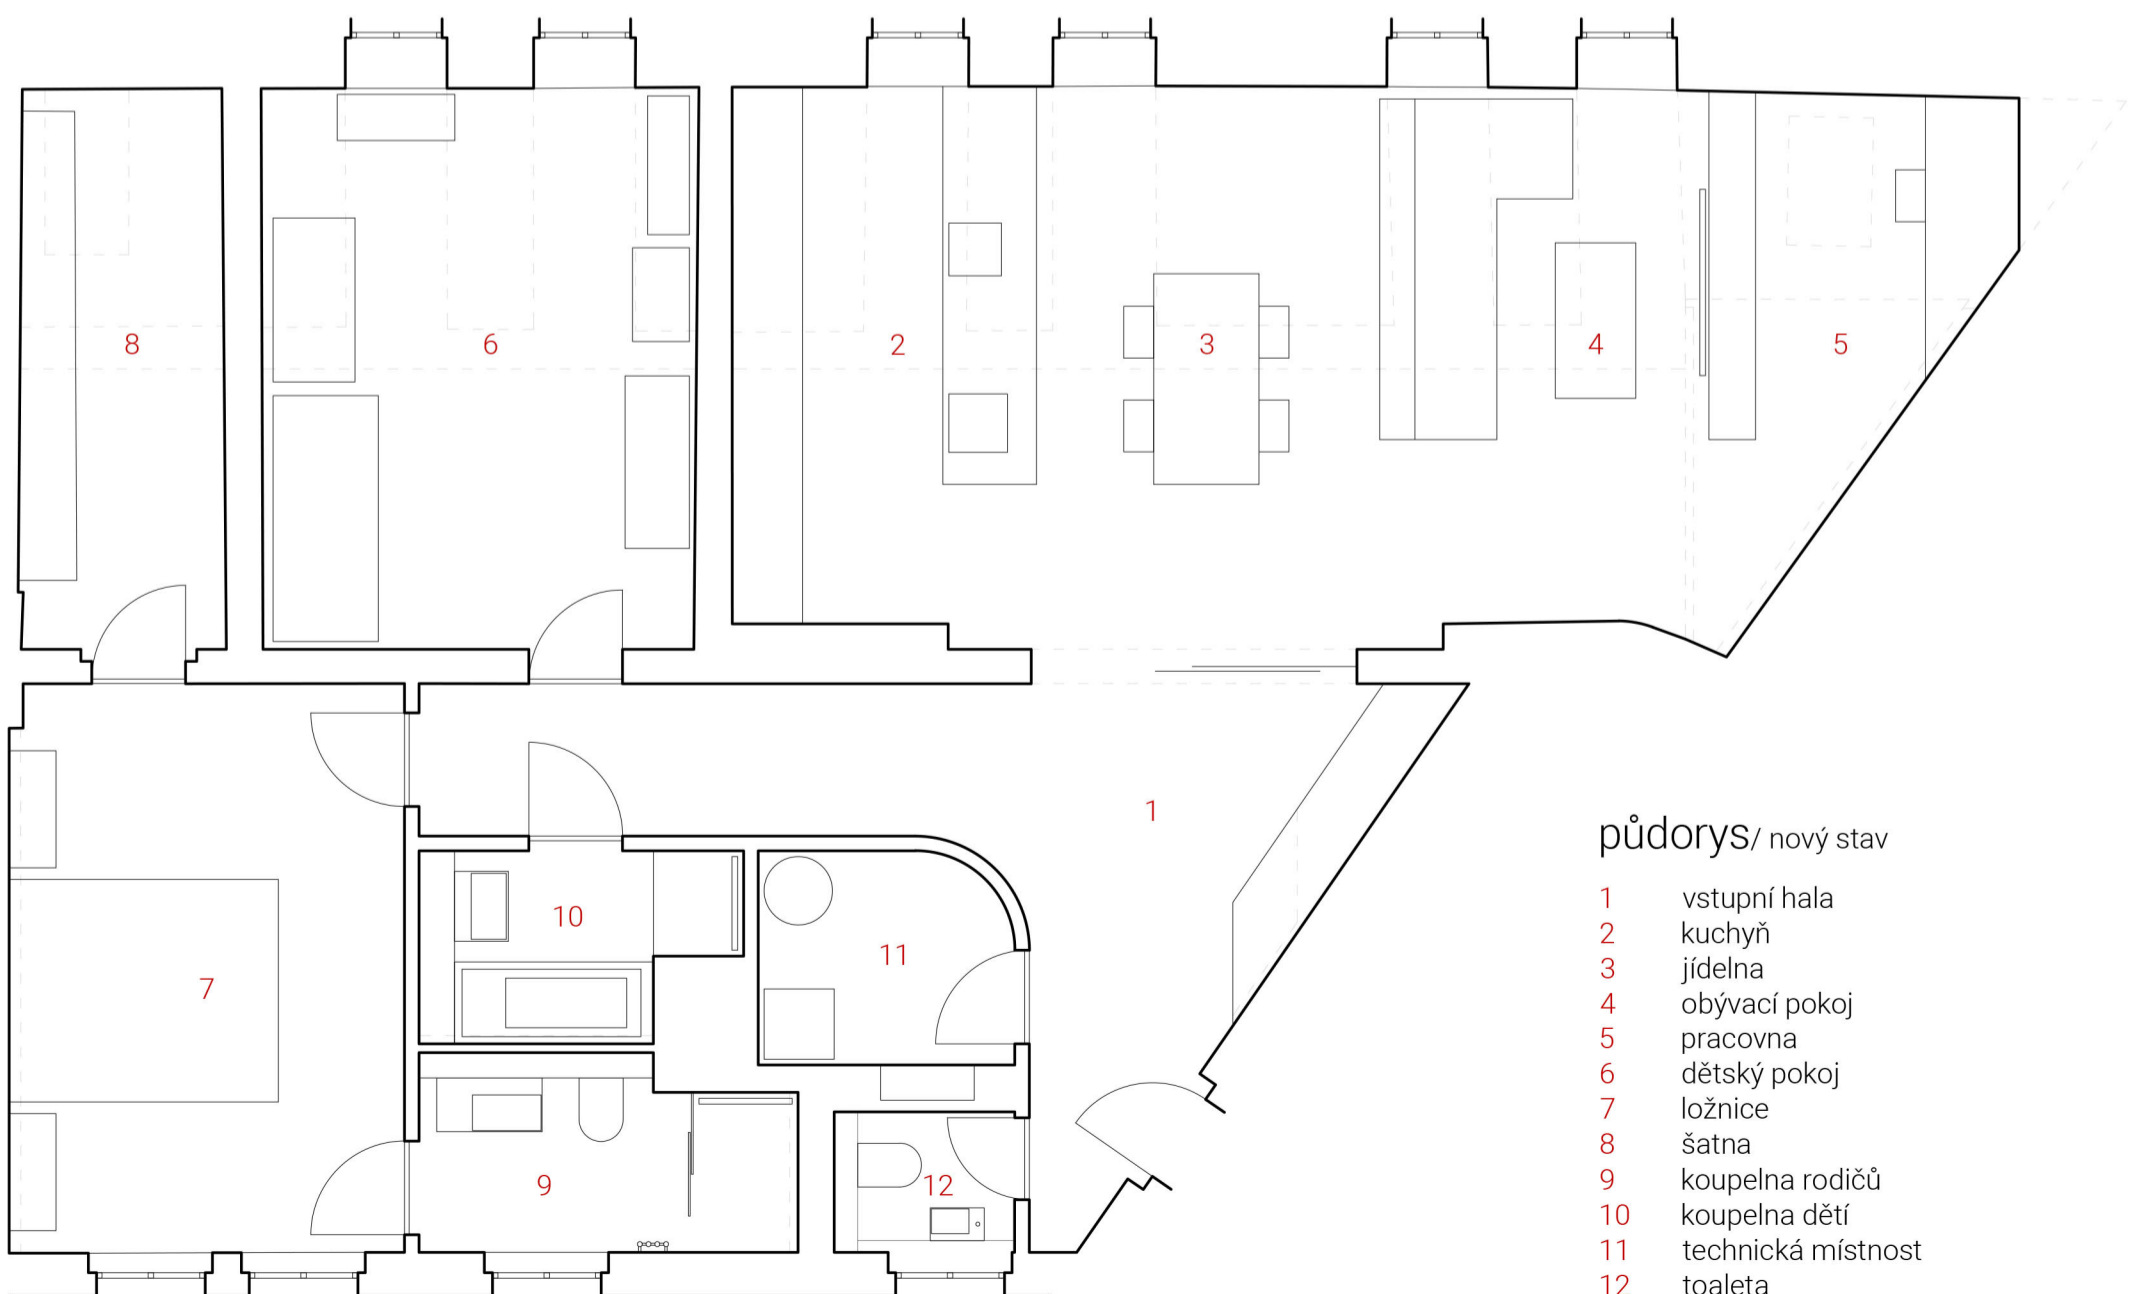 8
6
2
3
4
5
1
7
10
11
9
12
půdorys/ nový stav
1 vstupní hala
2 kuchyň
3 jídelna
4 obývací pokoj
5 pracovna
6 dětský pokoj
7 ložnice
8 šatna
9 koupelna rodičů
10 koupelna dětí
11 technická místnost
12 toaleta